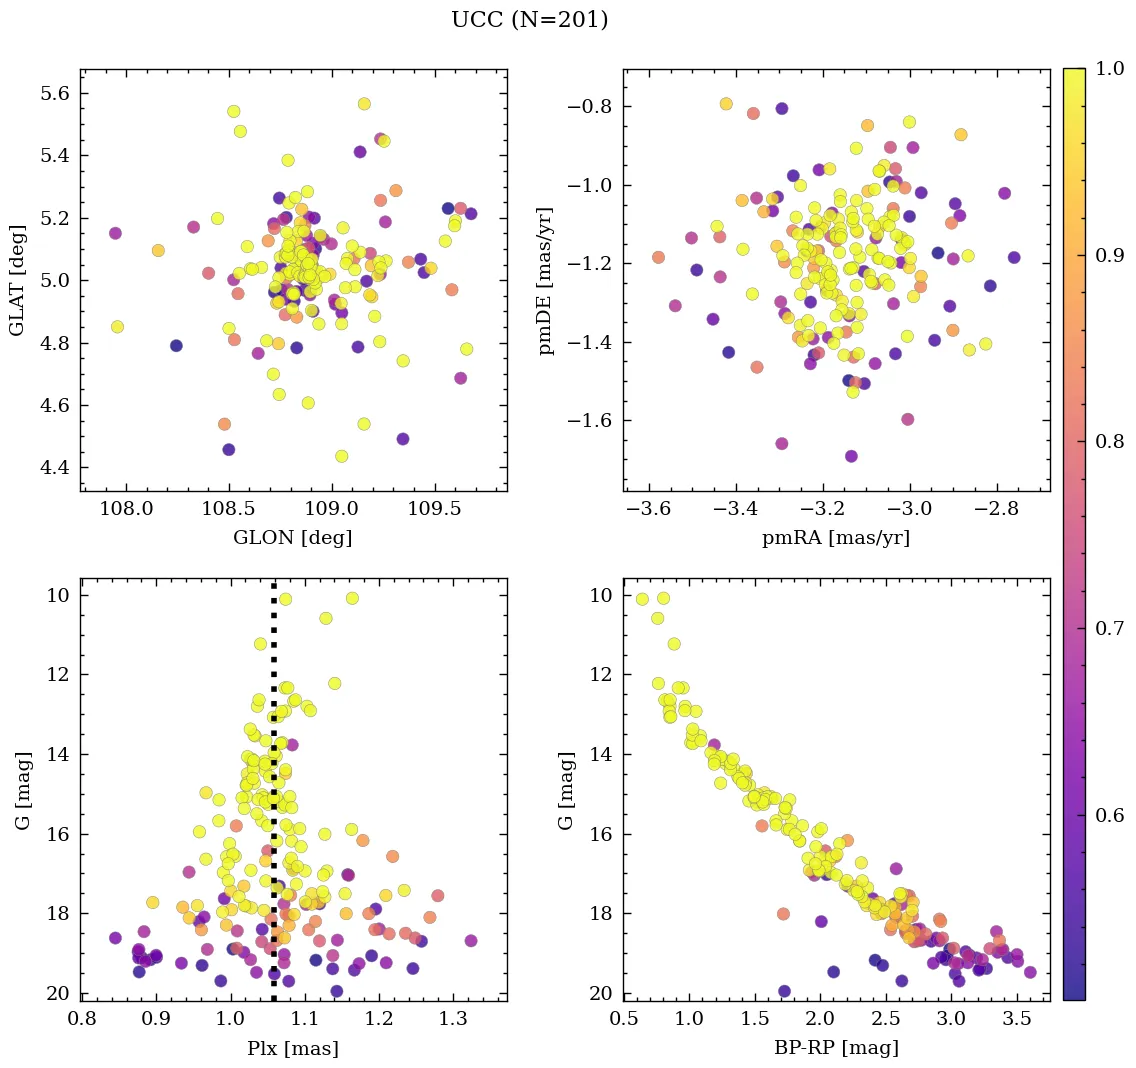 UCC (N=201)
5.6
5.4
5.2
5.0
4.8
4.6
4.4
GLAT [deg]
108.0 108.5 109.0 109.5
GLON [deg]
−0.8
−1.0
−1.2
−1.4
−1.6
pmDE [mas/yr]
−3.6 −3.4 −3.2 −3.0 −2.8
pmRA [mas/yr]
10
12
14
16
18
20
G [mag]
0.8 0.9 1.0 1.1 1.2 1.3
Plx [mas]
10
12
14
16
18
20
G [mag]
0.5 1.0 1.5 2.0 2.5 3.0 3.5
BP-RP [mag]
1.0
0.9
0.8
0.7
0.6